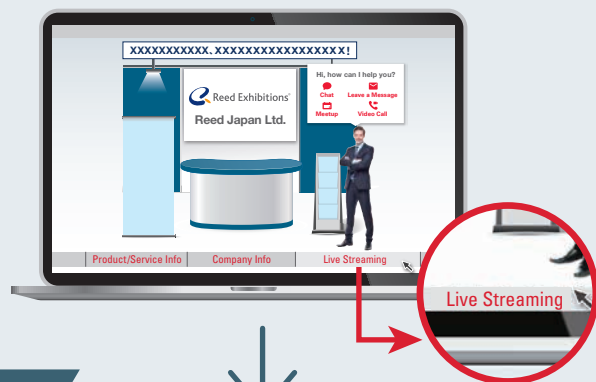 XXXXXXXXXXX, XXXXXXXXXXXXXXXXX!
Reed Exhibitions®
Reed Japan Ltd.
Hi, how can I help you?
Chat
Leave a Message
Meetup
Video Call
Product/Service Info
Company Info
Live Streaming
Live Streaming